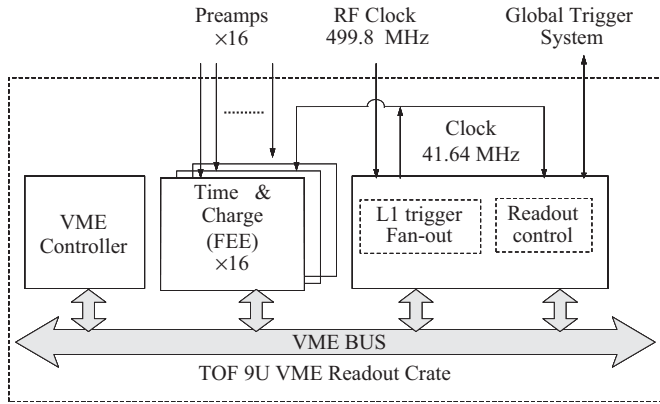 Preamps
×16
RF Clock
499.8 MHz
Global Trigger
System
Clock
41.64 MHz
VME
Controller
Time &
Charge
(FEE)
×16
L1 trigger
Fan-out
Readout
control
VME BUS
TOF 9U VME Readout Crate